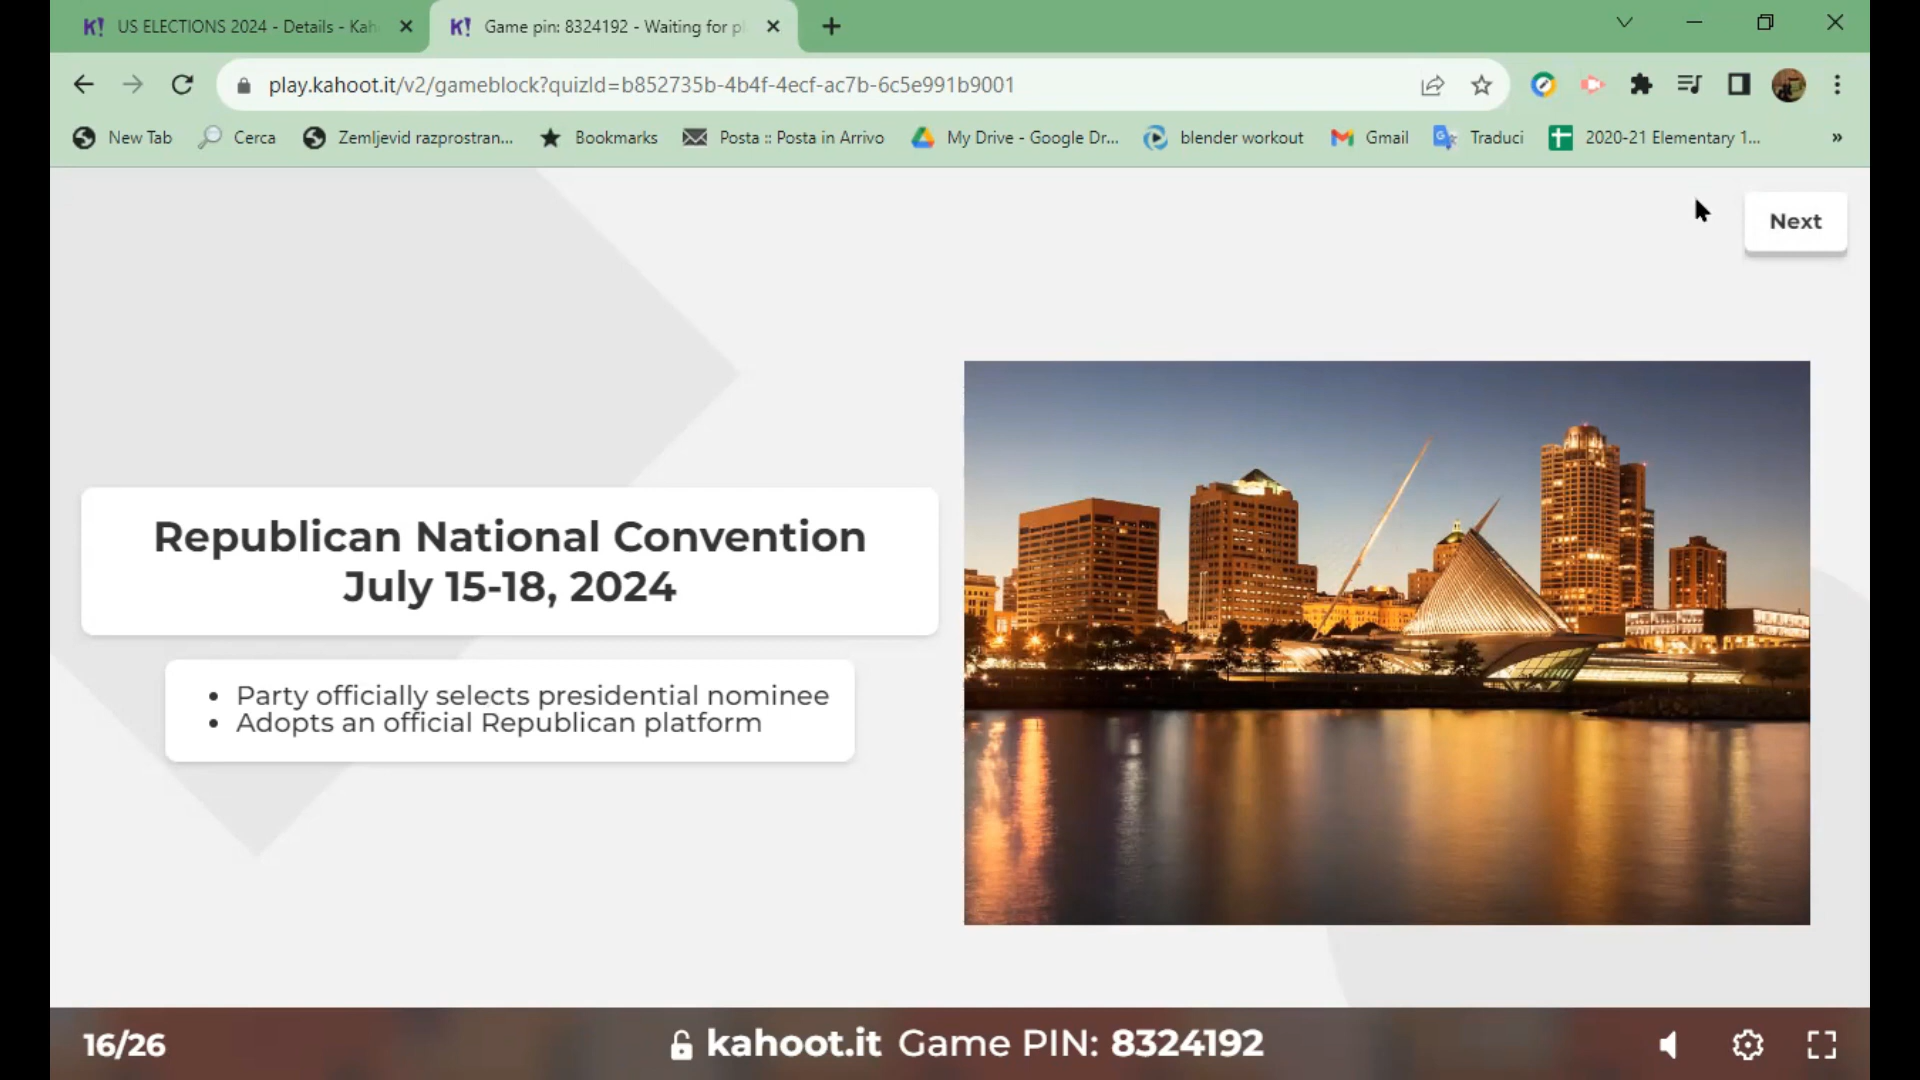 K! US ELECTIONS 2024 - Details - Kah
K! Game pin: 8324192 - Waiting for p
play.kahoot.it/v2/gameblock?quizId=b852735b-4b4f-4ecf-ac7b-6c5e991b9001
New Tab
Cerca
Zemljevid razprostran...
Bookmarks
Posta :: Posta in Arrivo
My Drive - Google Dr...
blender workout
Gmail
Traduci
2020-21 Elementary 1...
»
Next
Republican National Convention
July 15-18, 2024
• Party officially selects presidential nominee
• Adopts an official Republican platform
16/26
kahoot.it Game PIN: 8324192